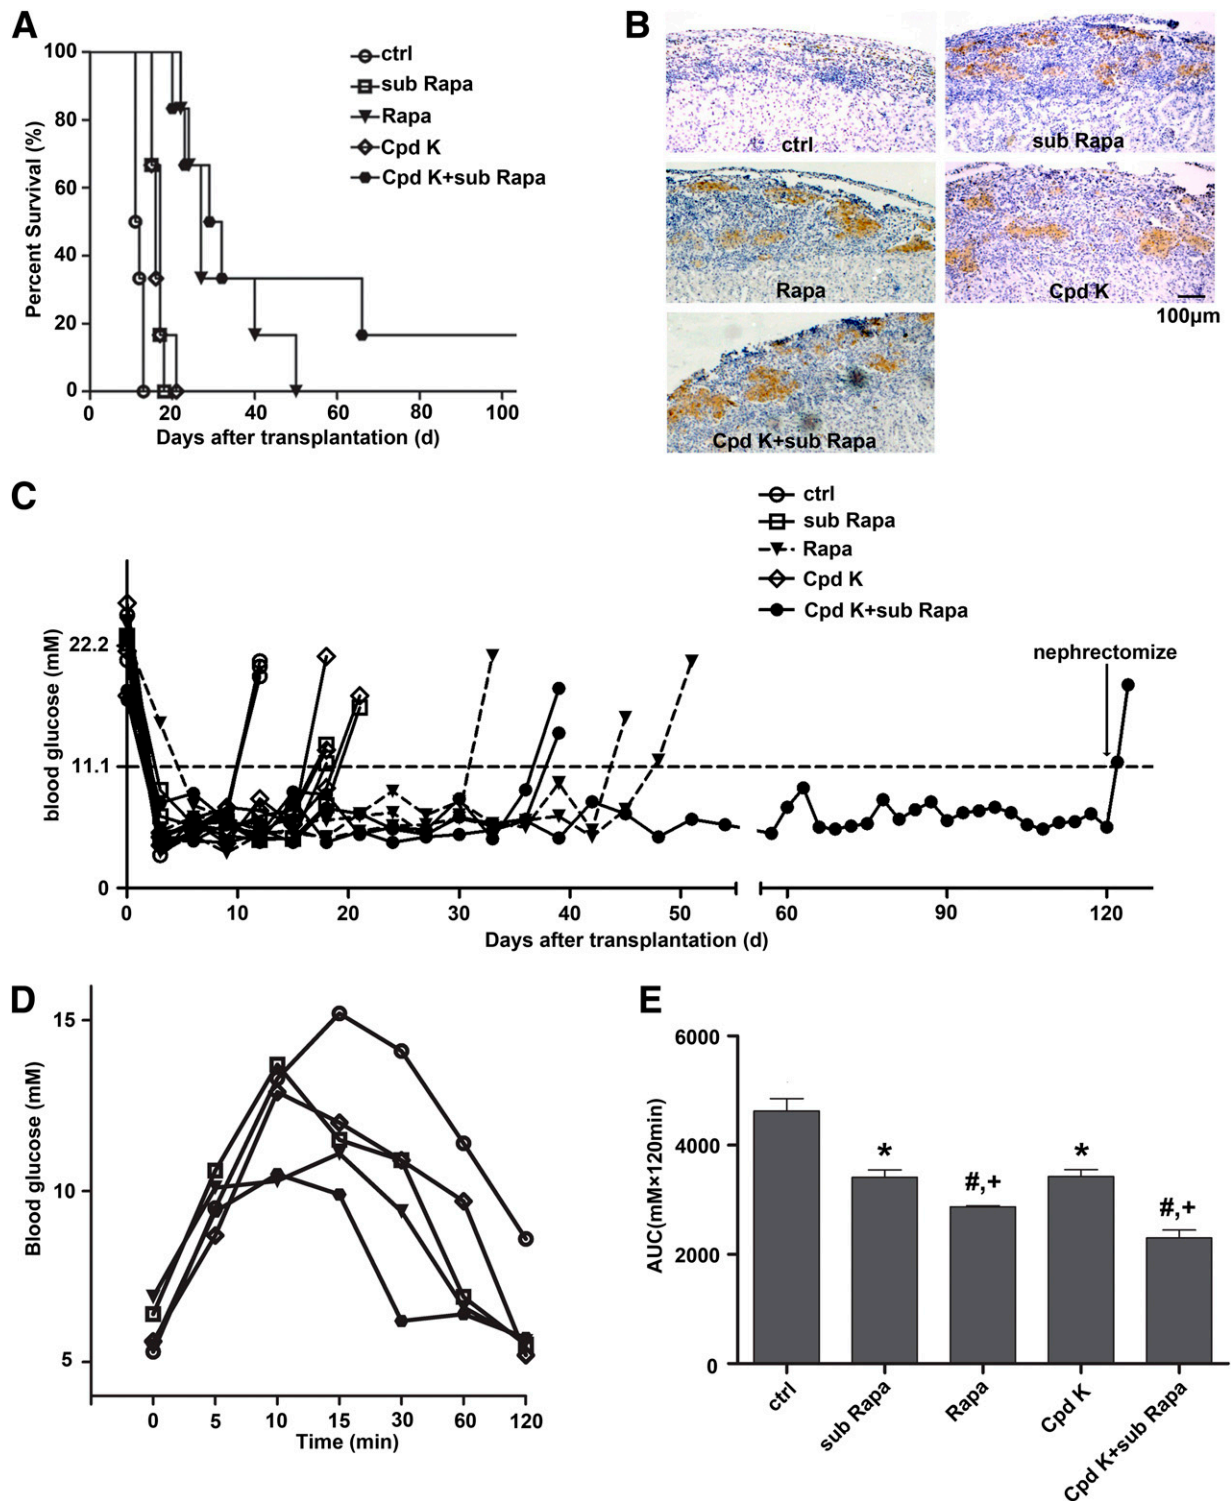 A
100
80
60
40
20
0
Percent Survival (%)
0 20 40 60 80 100
Days after transplantation (d)
ctrl
sub Rapa
Rapa
Cpd K
Cpd K+sub Rapa
B
ctrl
sub Rapa
Rapa
Cpd K
100µm
Cpd K+sub Rapa
C
ctrl
sub Rapa
Rapa
Cpd K
Cpd K+sub Rapa
22.2
11.1
0
blood glucose (mM)
nephrectomize
0 10 20 30 40 50 60 90 120
Days after transplantation (d)
D
15
10
5
Blood glucose (mM)
0 5 10 15 30 60 120
Time (min)
E
6000
4000
2000
0
AUC(mM×120min)
*
#,+
*
#,+
ctrl
sub Rapa
Rapa
Cpd K
Cpd K+sub Rapa